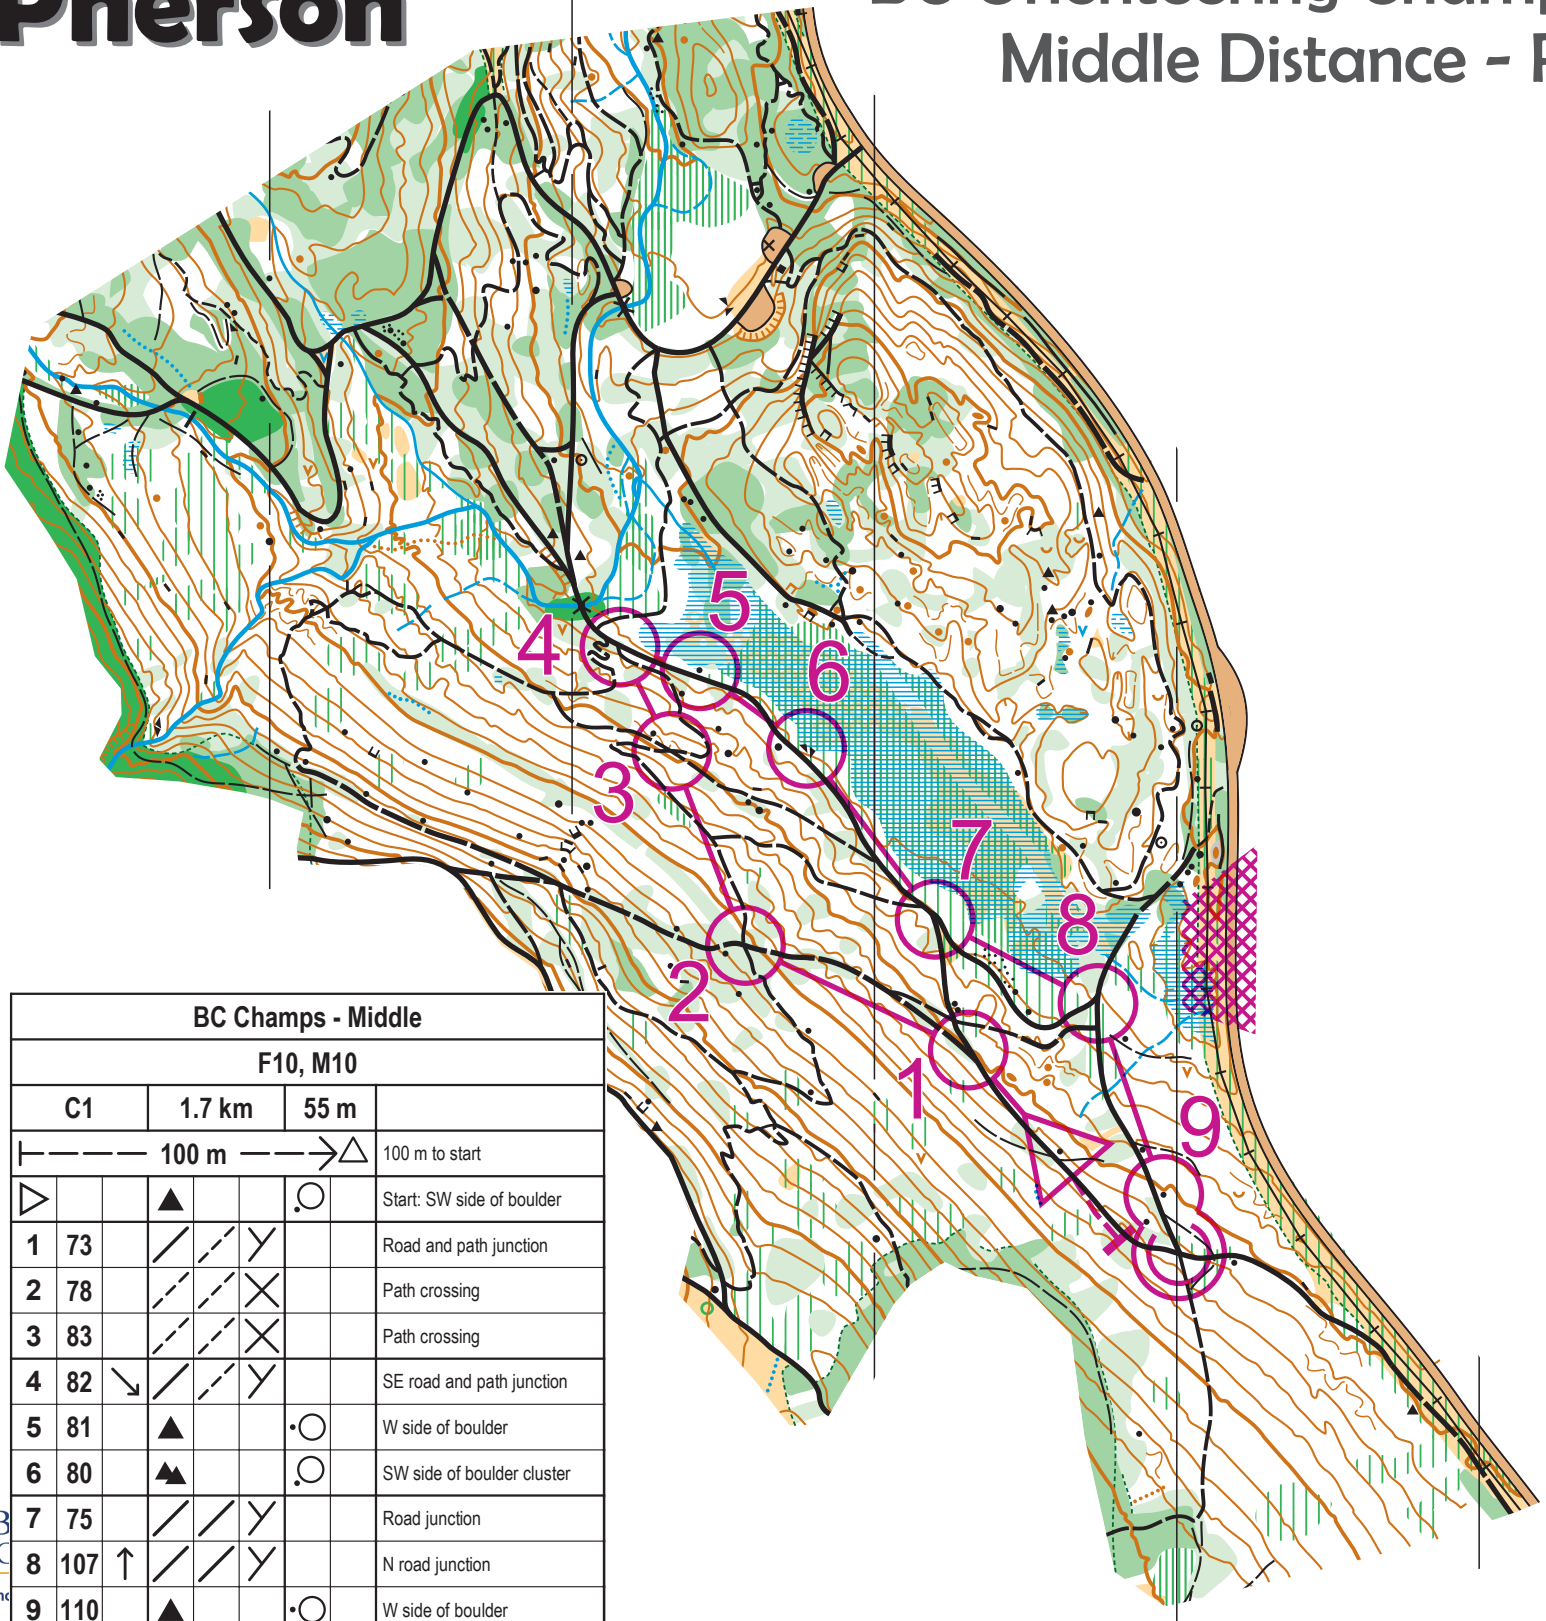 Pherson
BC Orienteering Champ
Middle Distance -
5
4
6
3
7
8
2
1
9
BC Champs - Middle
F10, M10
C1 1.7 km 55 m
100 m 100 m to start
Start: SW side of boulder
1 73 Road and path junction
2 78 Path crossing
3 83 Path crossing
4 82 SE road and path junction
5 81 W side of boulder
6 80 SW side of boulder cluster
7 75 Road junction
8 107 N road junction
9 110 W side of boulder